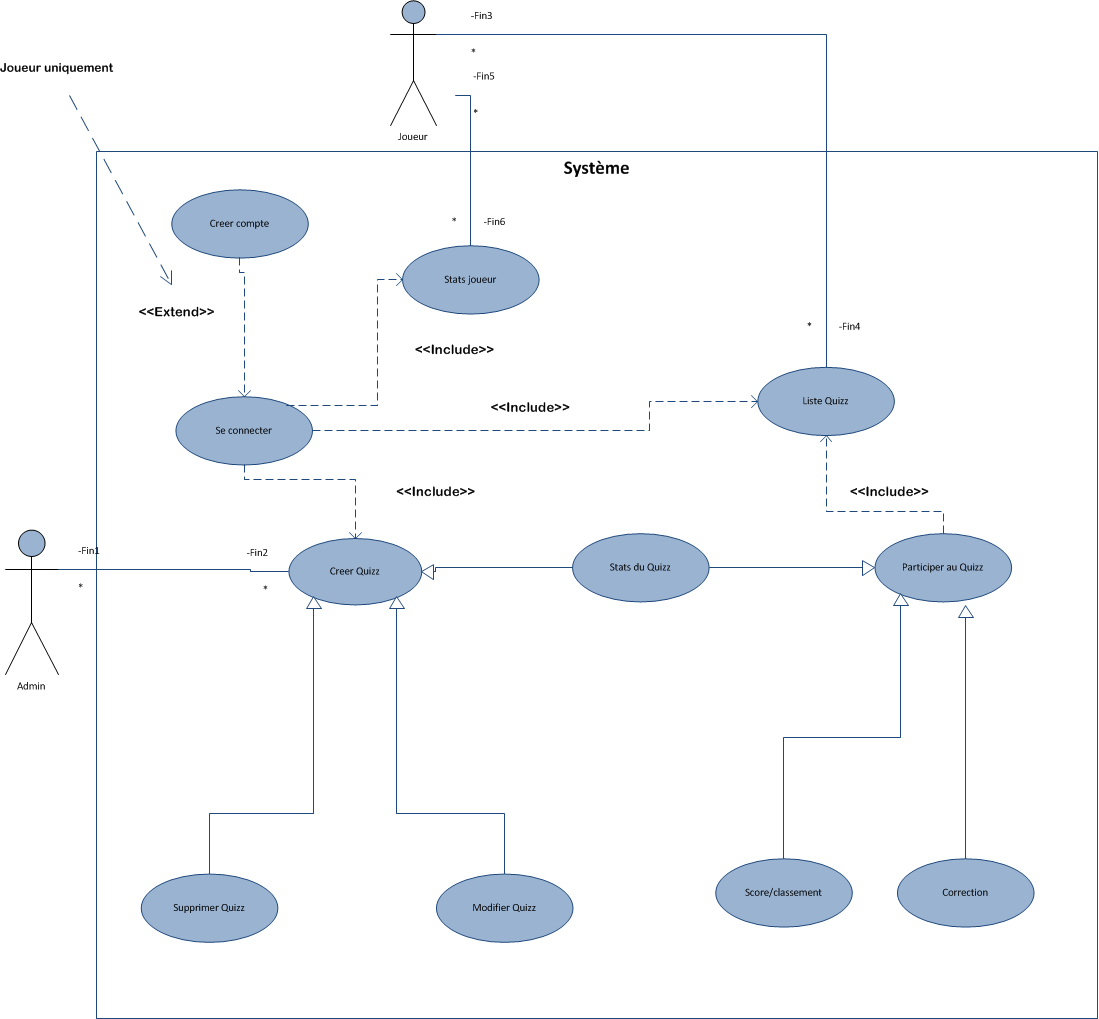 -Fin3
*
Joueur uniquement
-Fin5
*
Joueur
Système
Creer compte
*
-Fin6
Stats joueur
<<Extend>>
*
-Fin4
<<Include>>
Liste Quizz
<<Include>>
Se connecter
<<Include>>
<<Include>>
-Fin1
-Fin2
*
*
Creer Quizz
Stats du Quizz
Participer au Quizz
Admin
Supprimer Quizz
Modifier Quizz
Score/classement
Correction